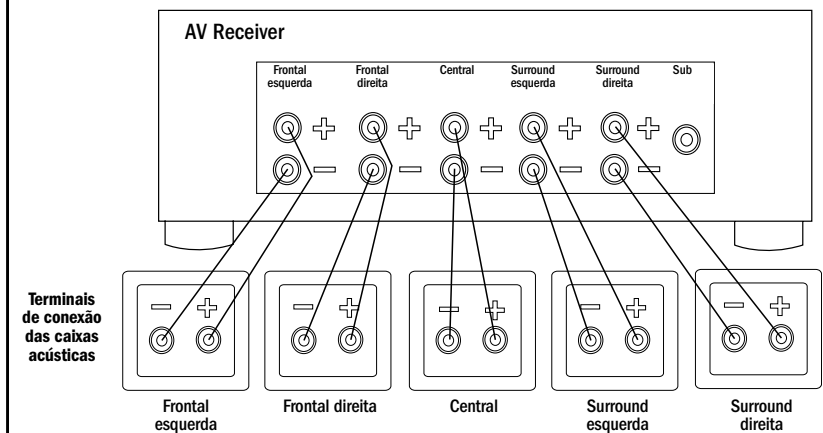 AV Receiver
Frontal
esquerda
Frontal
direita
Central
Surround
esquerda
Surround
direita
Sub
Terminais
de conexão
das caixas
acústicas
Frontal
esquerda
Frontal direita
Central
Surround
esquerda
Surround
direita